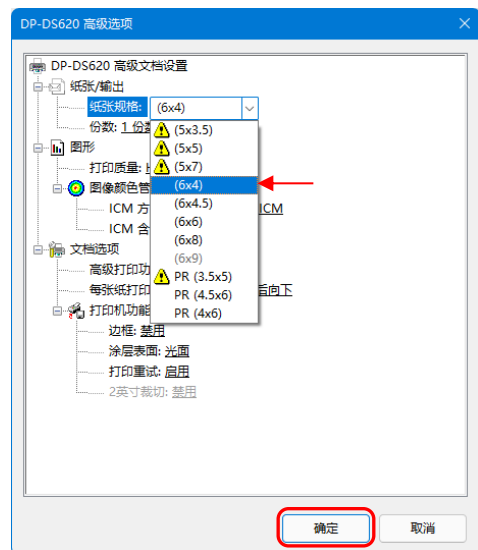 DP-DS620 高级选项
DP-DS620 高级文档设置
纸张/输出
纸张规格: (6x4)
份数: 1 份
(5x3.5)
(5x5)
(5x7)
(6x4)
(6x4.5)
(6x6)
(6x8)
(6x9)
PR (3.5x5)
PR (4.5x6)
PR (4x6)
图形
打印质量:
图像颜色管
ICM 方 ICM
ICM 含
文档选项
高级打印功
每张纸打印 后向下
打印机功能
边框: 禁用
涂层表面: 光面
打印重试: 启用
2英寸裁切: 禁用
确定 取消